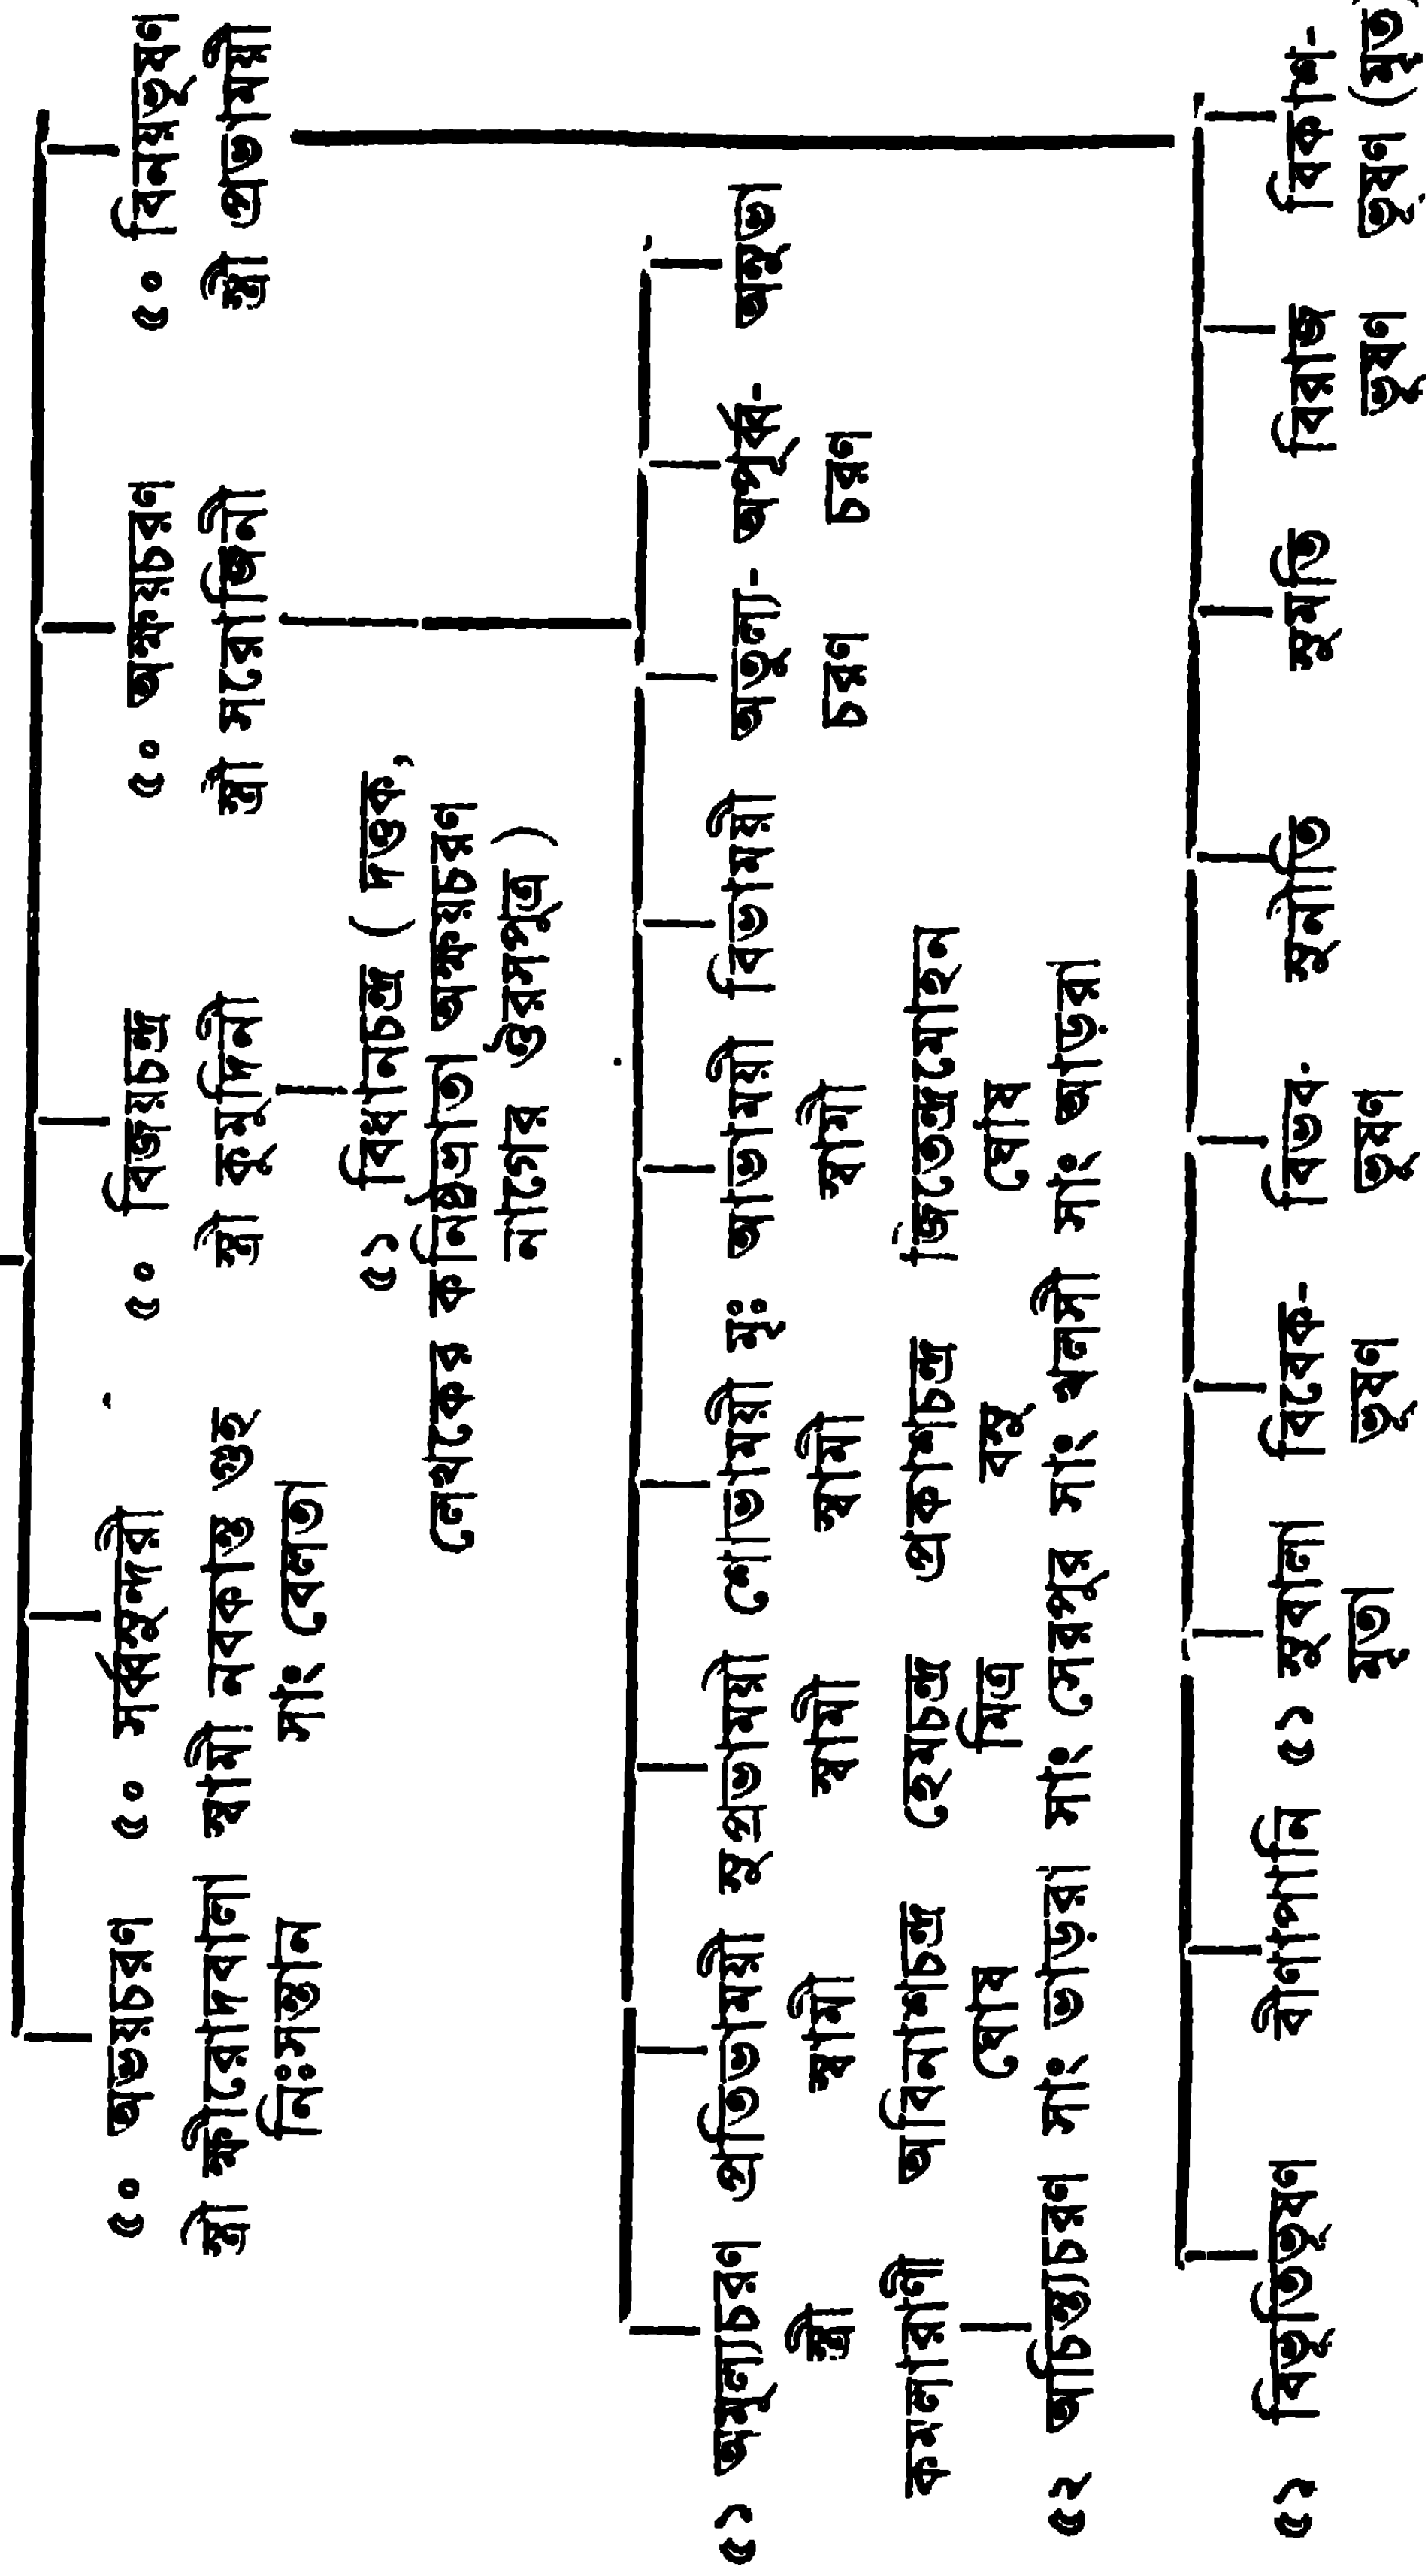 ৫০ অভয়চরণ ৫০ সর্ব্বসুন্দরী ৫০ বিজয়চন্দ্র ৫০ অক্ষয়চরণ ৫০ বিনয়ভূষণ
স্ত্রী ক্ষীরোদবালা স্বামী নবকান্ত গুহ স্ত্রী কুমুদিনী স্ত্রী সরোজিনী স্ত্রী প্রভাময়ী
নিঃসন্তান সাং বেলতা
৫১ বিধানচন্দ্র ( দত্তক,
লেখকের কনিষ্ঠভ্রাতা অক্ষয়চরণ
নাগের ঔরসপুত্র )
৫১ অমূল্যচরণ প্রতিভাময়ী সুপ্রভাময়ী শোভাময়ী মৃঃ আভাময়ী বিভাময়ী অতুল্য- অপূর্ব্ব- অনুভা
স্ত্রী স্বামী স্বামী স্বামী স্বামী চরণ চরণ
কমলারাণী অবিনাশচন্দ্র হেমচন্দ্র প্রকাশচন্দ্র জিতেন্দ্রমোহন
ঘোষ মিত্র বসু ঘোষ
৫২ অচিন্ত্যচরণ সাং ভাড়রা সাং সেরপুর সাং খলসী সাং আড়রা
৫১ বিভূতিভূষণ বীণাপানি ৫১ সুবালা বিবেক- বিভব- সুনীতি সুমতি বিরাজ বিকাশ-
মৃতা ভূষণ ভূষণ ভূষণ ভূষণ (মৃত)